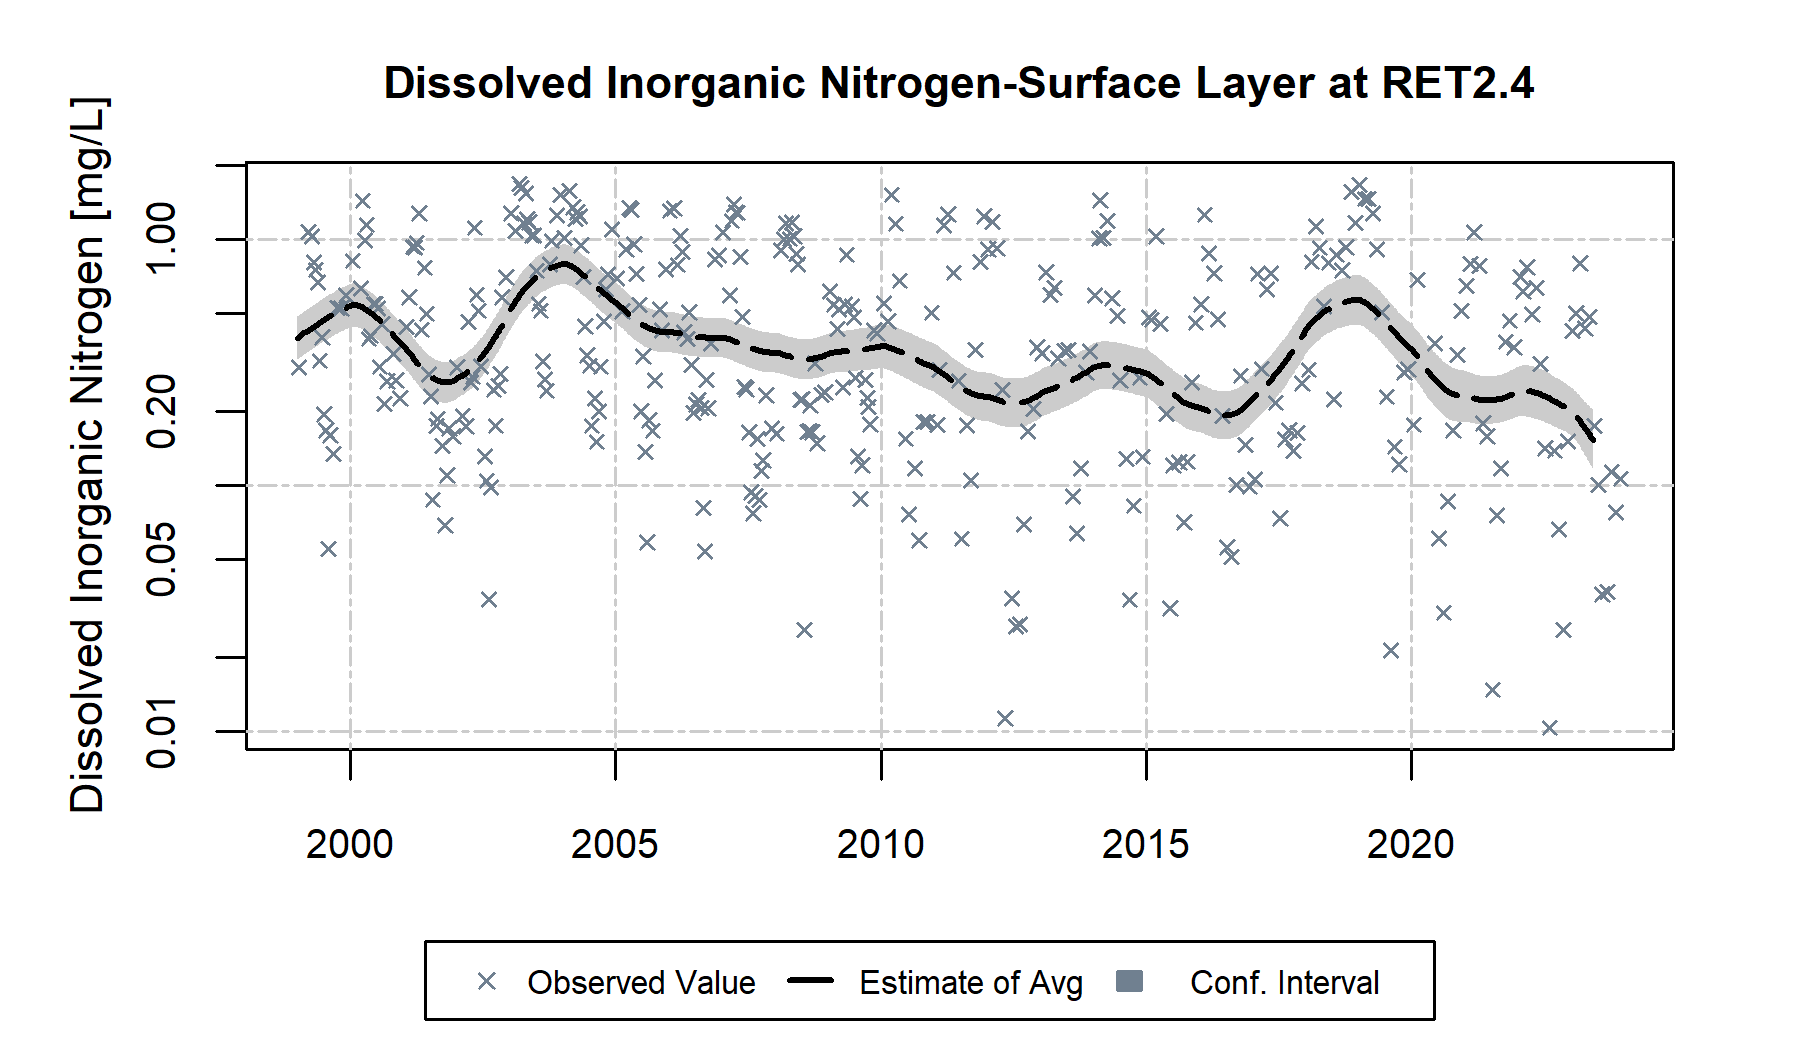 Dissolved Inorganic Nitrogen-Surface Layer at RET2.4
Dissolved Inorganic Nitrogen [mg/L]
1.00
0.20
0.05
0.01
2000 2005 2010 2015 2020
Observed Value Estimate of Avg Conf. Interval